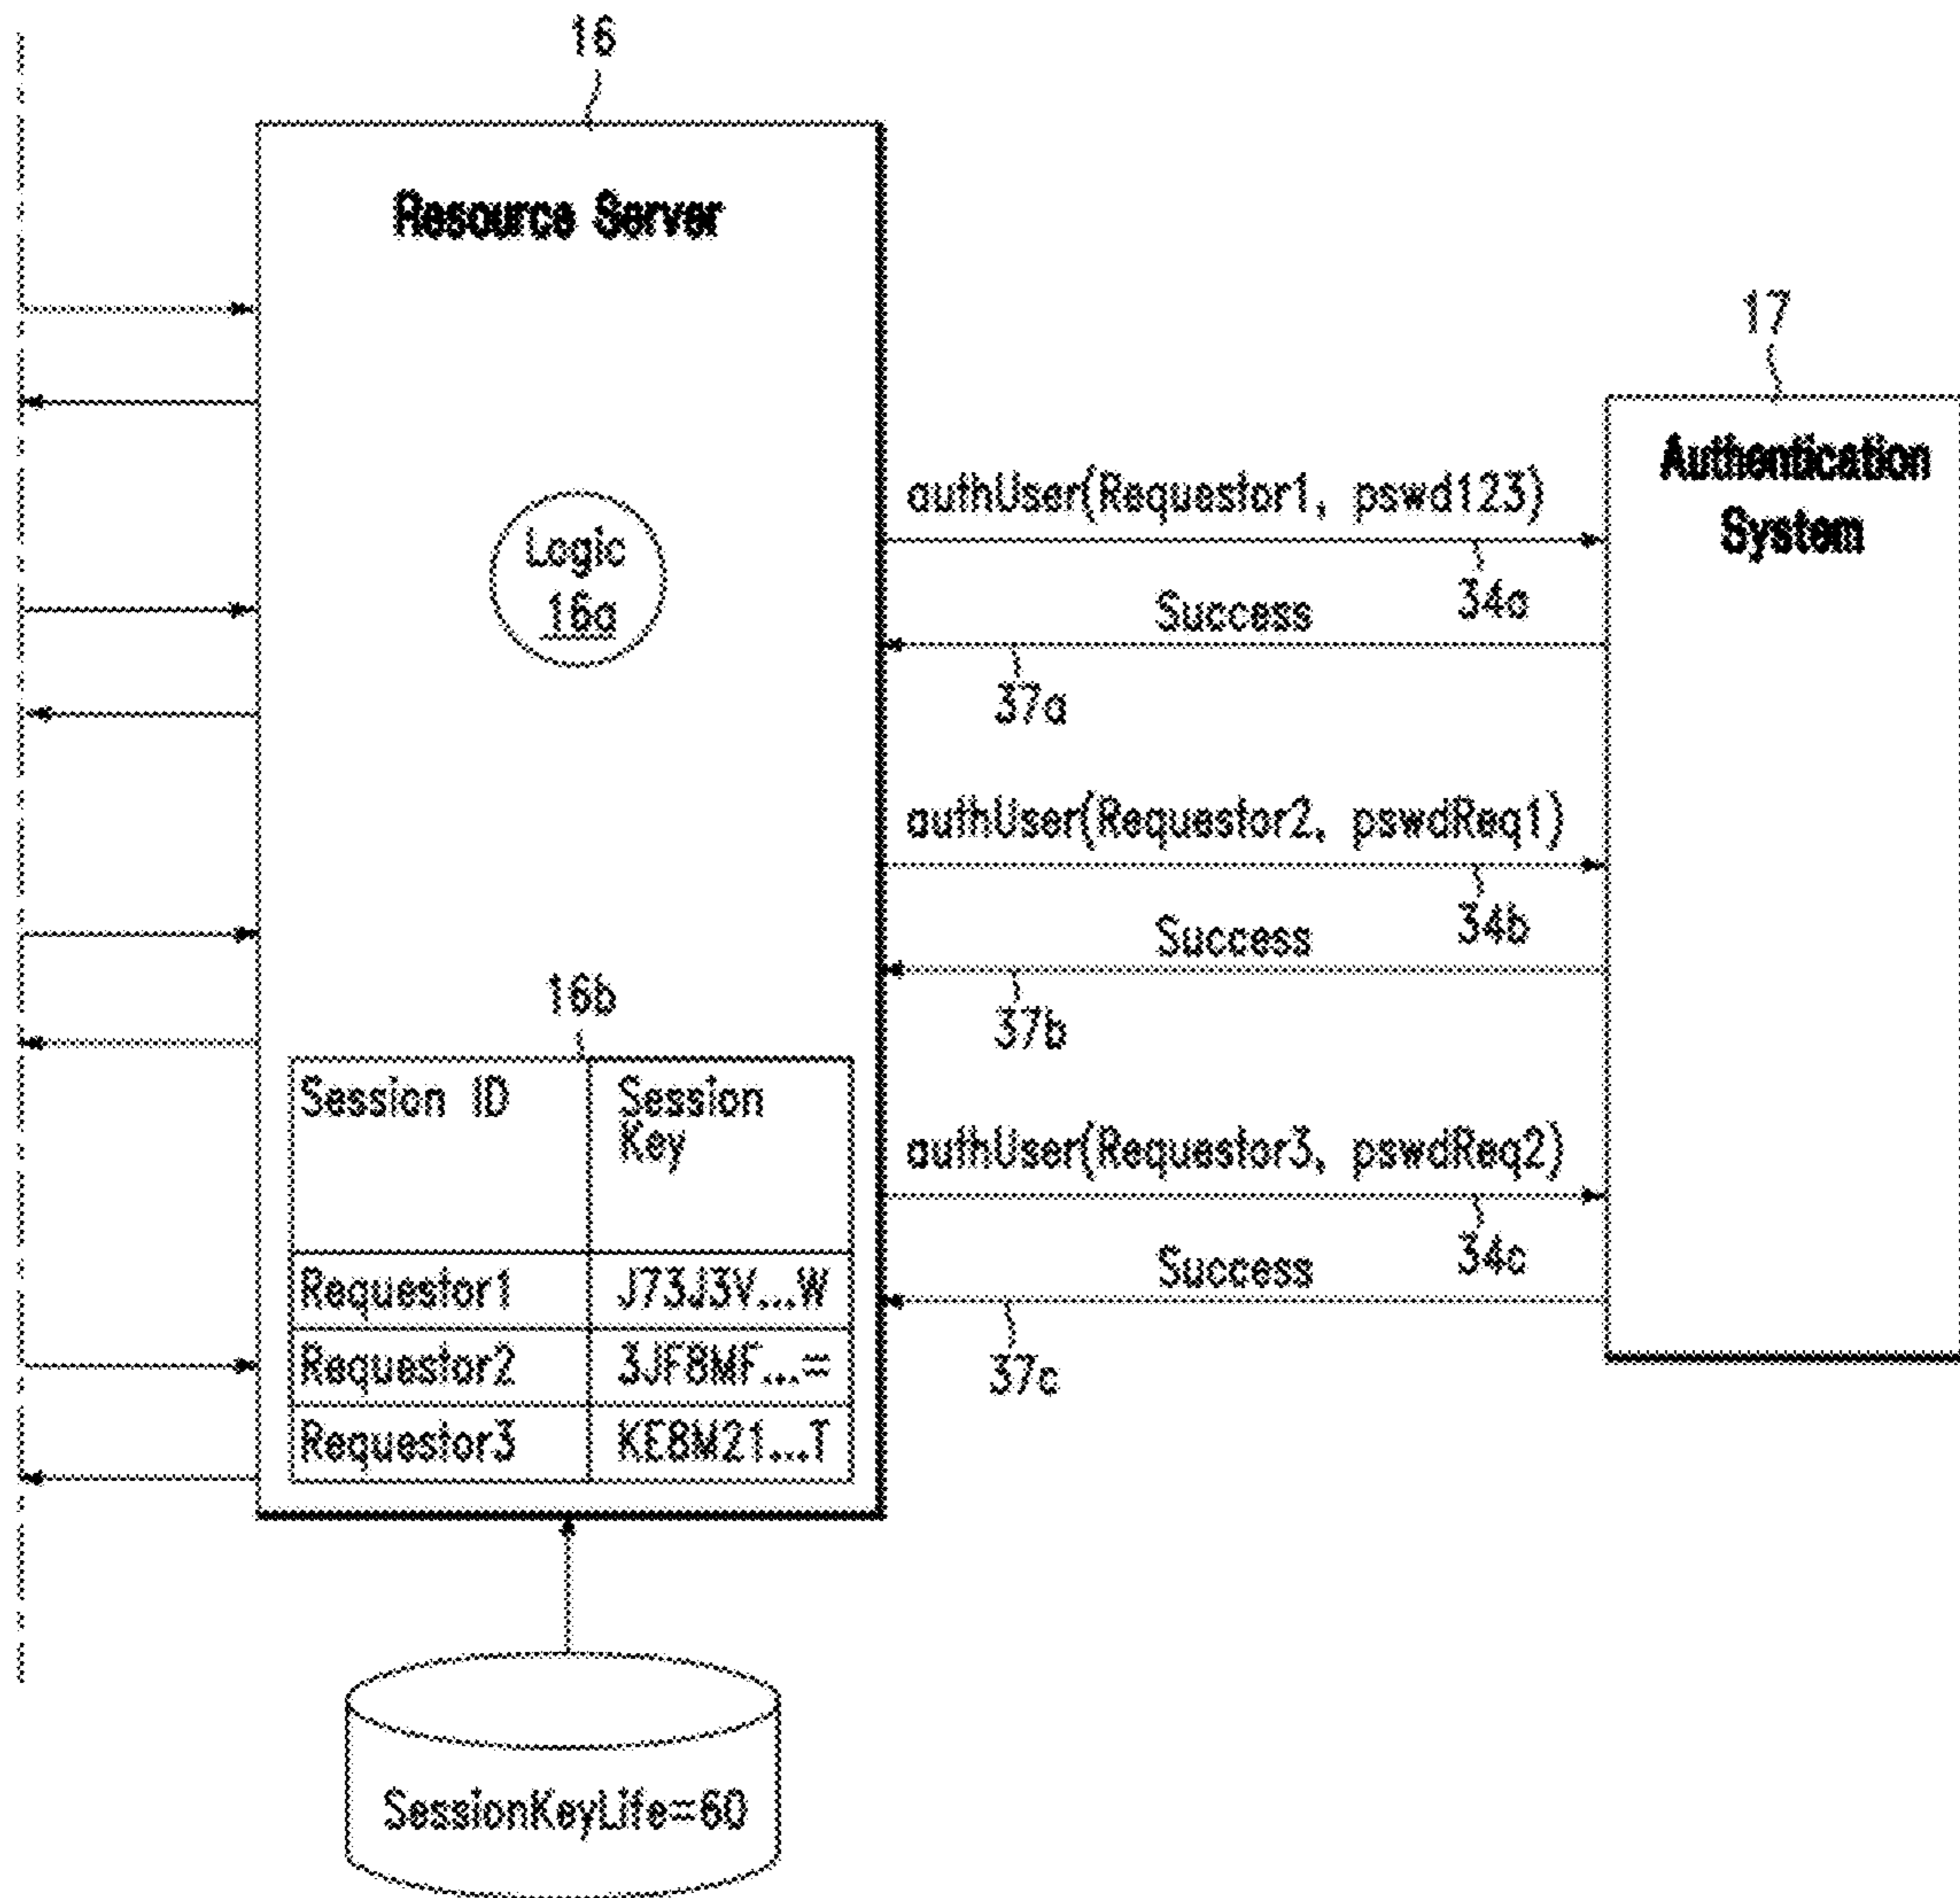 16
Resource Server
17
Authentication
System
authUser(Requestor1, pswd123)
Logic
16a
34a
Success
37a
authUser(Requestor2, pswdReq1)
34b
Success
37b
16b
Session ID
Session
Key
authUser(Requestor3, pswdReq2)
34c
Success
37c
Requestor1 J73J3V...W
Requestor2 3JF8MF...=
Requestor3 KE8M21...T
SessionKeyLife=60